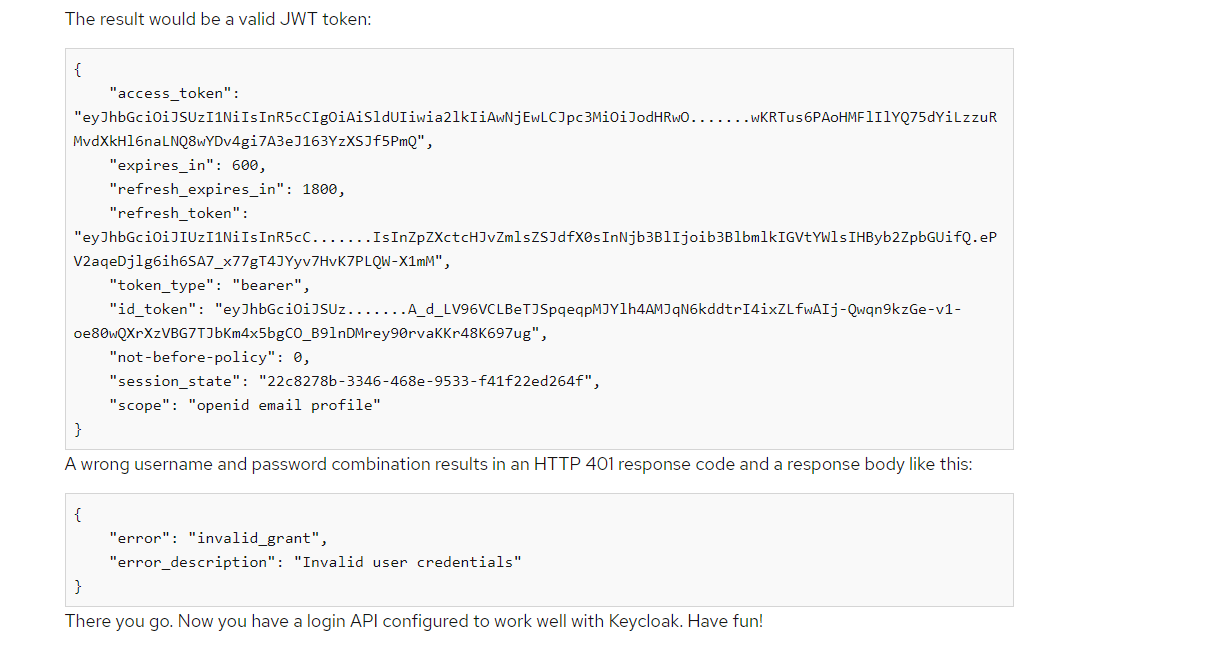 The result would be a valid JWT token:
{
    "access_token":
"eyJhbGciOiJSUzI1NiIsInR5cCIgOiAiSldUIiwia2lkIiAwNjEwLCJpc3MiOiJodHRwO.......wKRTus6PAoHMFlIlYQ75dYiLzzuR
MvdXkHl6naLNQ8wYDv4gi7A3eJ163YzXSJf5PmQ",
    "expires_in": 600,
    "refresh_expires_in": 1800,
    "refresh_token":
"eyJhbGciOiJIUzI1NiIsInR5cC.......IsInZpZXctcHJvZmlsZSJdfX0sInNjb3BlIjoib3BlbmlkIGVtYWlsIHByb2ZpbGUifQ.eP
V2aqeDjlg6ih6SA7_x77gT4JYyv7HvK7PLQW-X1mM",
    "token_type": "bearer",
    "id_token": "eyJhbGciOiJSUz.......A_d_LV96VCLBeTJSpqeqpMJYlh4AMJqN6kddtrI4ixZLfwAIj-Qwqn9kzGe-v1-
oe80wQXrXzVBG7TJbKm4x5bgCO_B9lnDMrey90rvaKKr48K697ug",
    "not-before-policy": 0,
    "session_state": "22c8278b-3346-468e-9533-f41f22ed264f",
    "scope": "openid email profile"
}
A wrong username and password combination results in an HTTP 401 response code and a response body like this:
{
    "error": "invalid_grant",
    "error_description": "Invalid user credentials"
}
There you go. Now you have a login API configured to work well with Keycloak. Have fun!